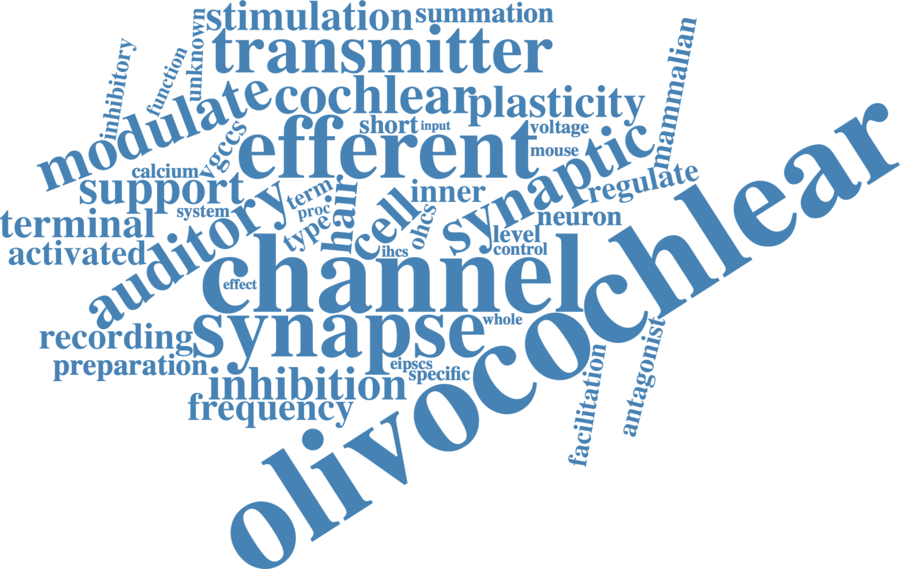 unknown
stimulation
summation
inhibitory
function
transmitter
mammalian
modulate
cochlear
plasticity
vgccs
efferent
short
input
voltage
mouse
synaptic
calcium
support
system
auditory
term
proc
type
hair
cell
ohcs
inner
regulate
neuron
terminal
activated
level
control
ihcs
channel
effect
olivocochlear
recording
synapse
whole
preparation
eipscs
specific
inhibition
frequency
facilitation
antagonist